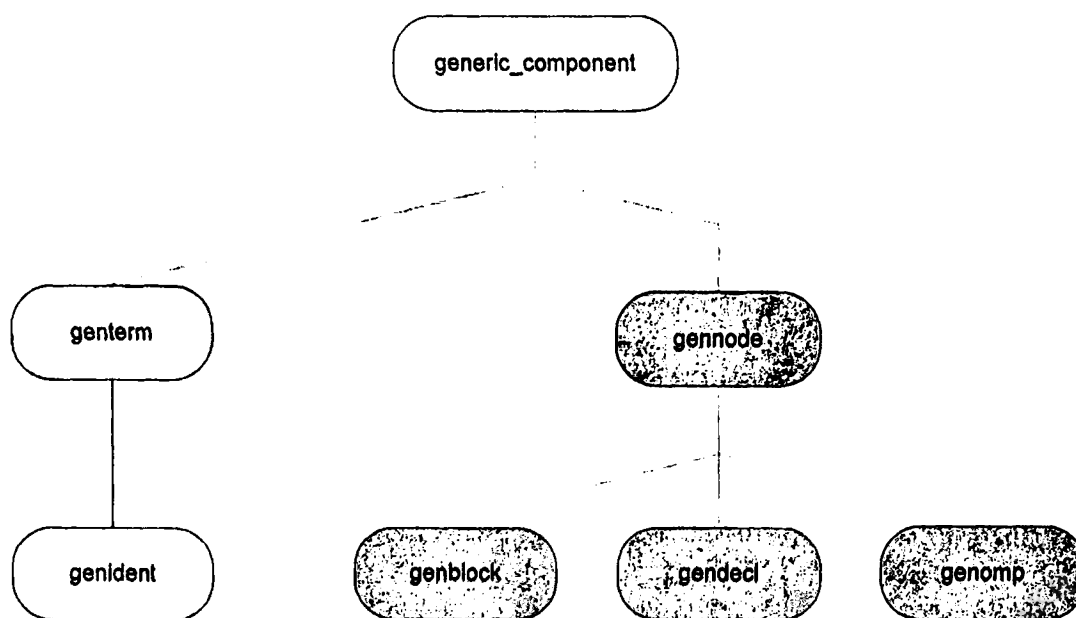 generic_component
genterm
gennode
genident
genblock
gendecl
genomp